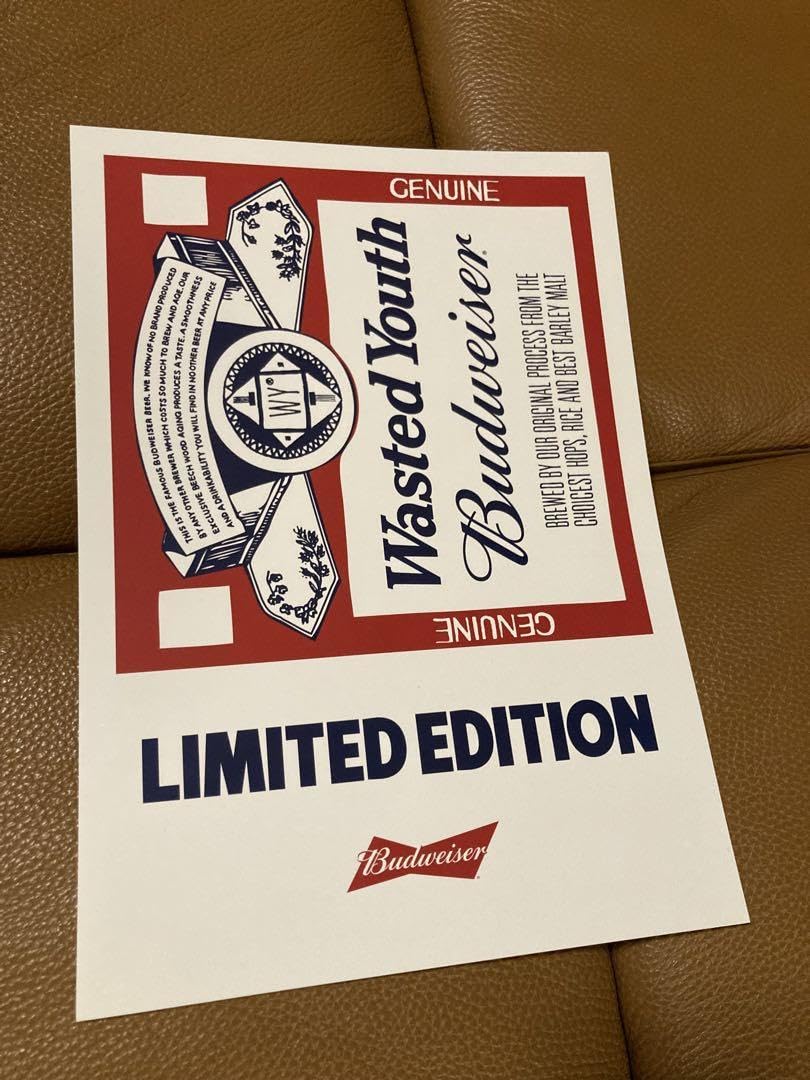 GENUINE
THIS IS THE FAMOUS BUDWEISER BEER. WE KNOW OF NO BRAND PRODUCED
BY ANY OTHER BREWER WHICH COSTS SO MUCH TO BREW AND AGE. OUR
EXCLUSIVE BEECH WOOD AGING PRODUCES A TASTE, A SMOOTHNESS
AND A DRINKABILITY YOU WILL FIND IN NO OTHER BEER AT ANY PRICE
WY®
Wasted Youth
Budweiser®
BREWED BY OUR ORIGINAL PROCESS FROM THE
CHOICEST HOPS, RICE AND BEST BARLEY MALT
GENUINE
LIMITED EDITION
Budweiser®